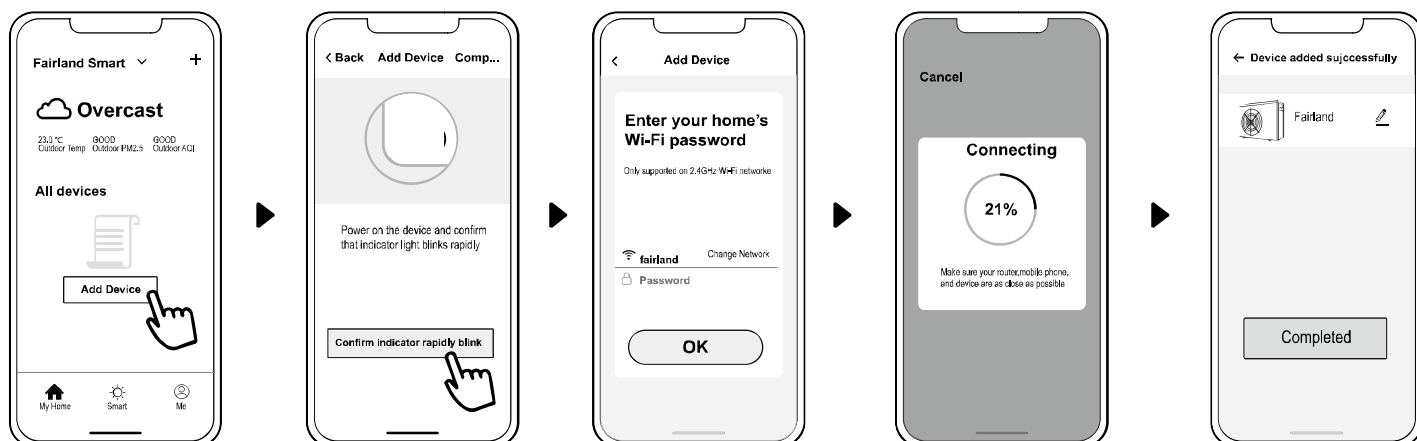 Fairland Smart
+
Overcast
23.0 °C GOOD GOOD
Outdoor Temp Outdoor PM2.5 Outdoor AQI
All devices
Add Device
My Home Smart Me
< Back Add Device Comp...
Power on the device and confirm
that indicator light blinks rapidly
Confirm indicator rapidly blink
< Add Device
Enter your home's
Wi-Fi password
Only supported on 2.4GHz Wi-Fi networke
fairland Change Network
Password
OK
Cancel
Connecting
21%
Make sure your router,mobile phone,
and device are as close as possible
← Device added sujccessfully
Fairland
Completed